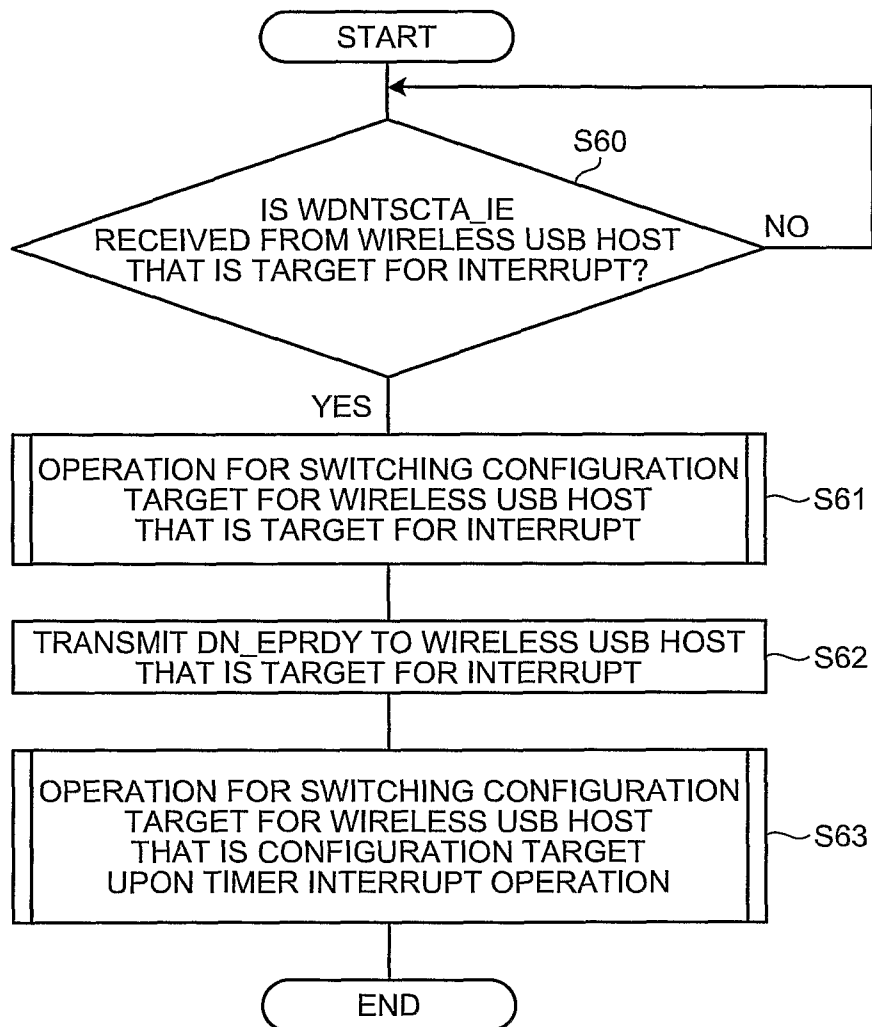 START
S60
IS WDNTSCTA_IE
RECEIVED FROM WIRELESS USB HOST
THAT IS TARGET FOR INTERRUPT?
NO
YES
OPERATION FOR SWITCHING CONFIGURATION
TARGET FOR WIRELESS USB HOST
THAT IS TARGET FOR INTERRUPT
S61
TRANSMIT DN_EPRDY TO WIRELESS USB HOST
THAT IS TARGET FOR INTERRUPT
S62
OPERATION FOR SWITCHING CONFIGURATION
TARGET FOR WIRELESS USB HOST
THAT IS CONFIGURATION TARGET
UPON TIMER INTERRUPT OPERATION
S63
END